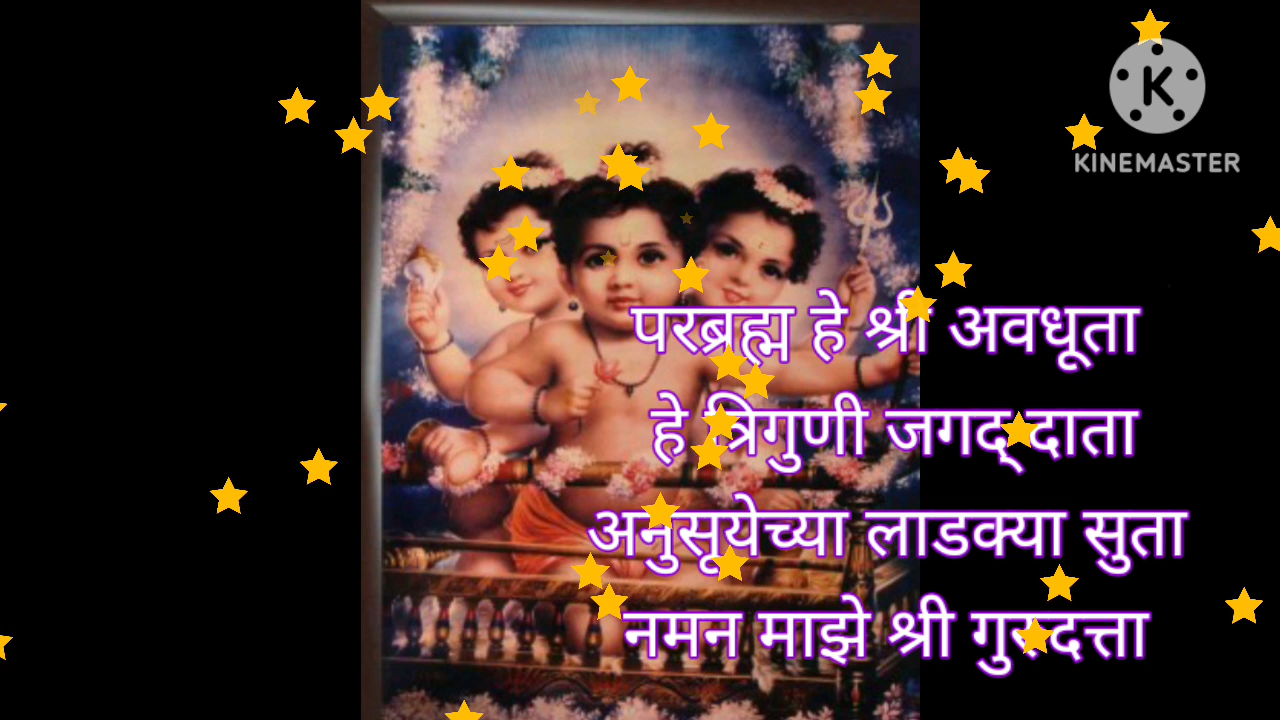 KINEMASTER
परब्रह्म हे श्री अवधूता
हे त्रिगुणी जगद् दाता
अनुसूयेच्या लाडक्या सुता
नमन माझे श्री गुरुदत्ता